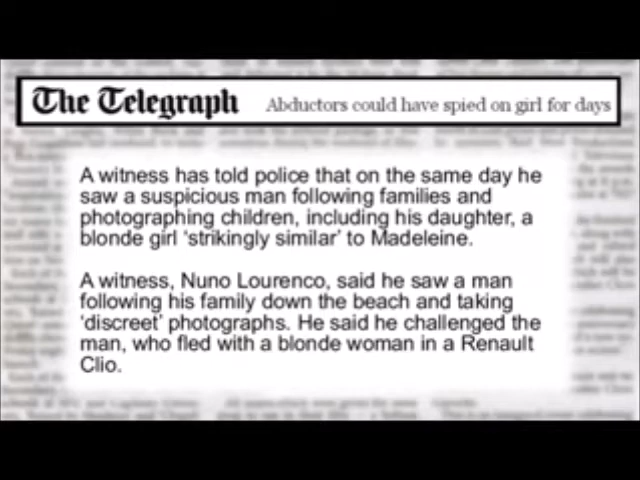 The Telegraph Abductors could have spied on girl for days
A witness has told police that on the same day he
saw a suspicious man following families and
photographing children, including his daughter, a
blonde girl ‘strikingly similar’ to Madeleine.
A witness, Nuno Lourenco, said he saw a man
following his family down the beach and taking
‘discreet’ photographs. He said he challenged the
man, who fled with a blonde woman in a Renault
Clio.